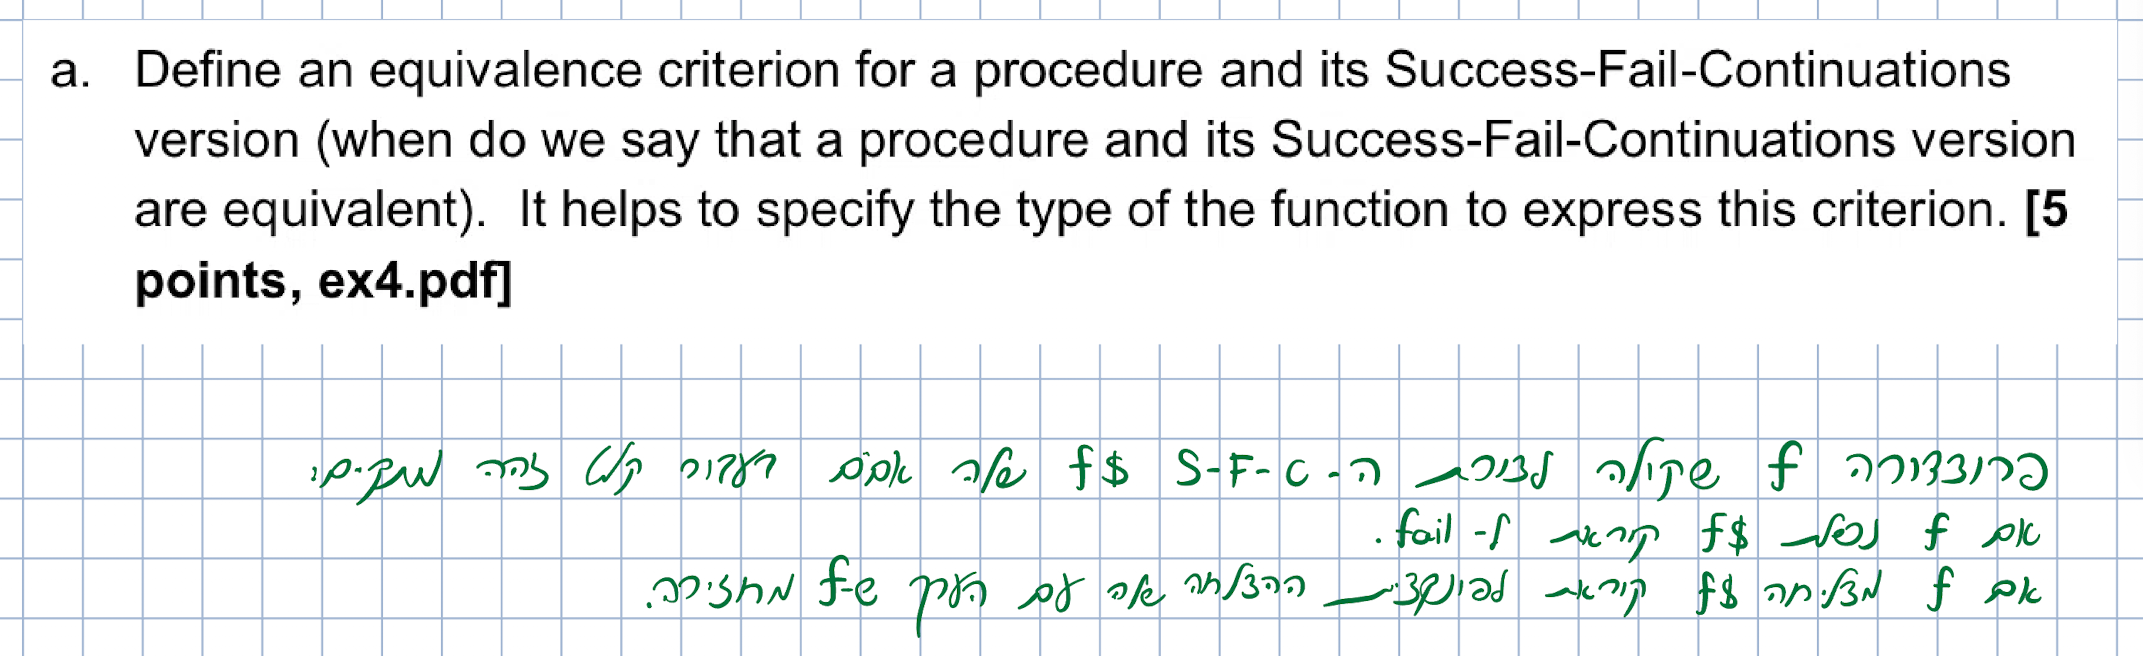 a. Define an equivalence criterion for a procedure and its Success-Fail-Continuations
version (when do we say that a procedure and its Success-Fail-Continuations version
are equivalent). It helps to specify the type of the function to express this criterion. [5
points, ex4.pdf]
פרוצדורה f שקולה לצורת ה-S-F-C f$ שלה אםם עבור קלט זהה מתקיים:
אם f נכשלת f$ קוראת ל-fail.
אם f מצליחה f$ קוראת לפונקציית ההצלחה שלה עם הערך ש-f מחזירה.